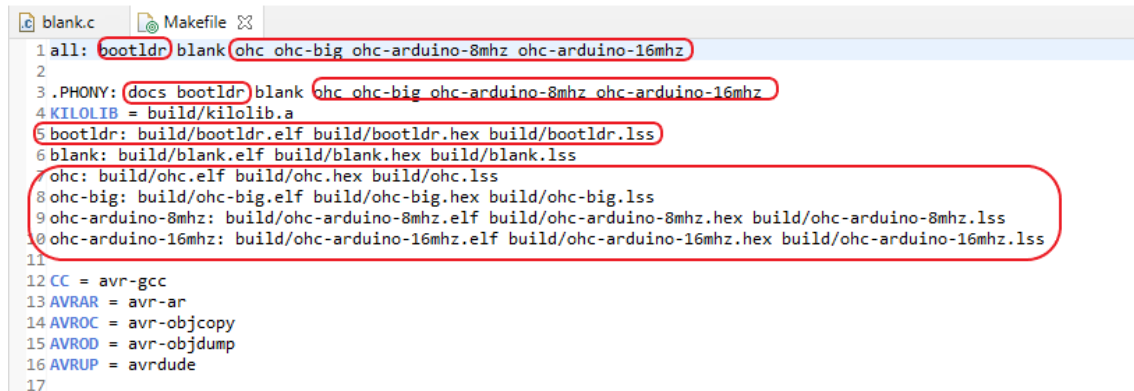 blank.c Makefile
1 all: bootldr blank ohc ohc-big ohc-arduino-8mhz ohc-arduino-16mhz
2
3 .PHONY: docs bootldr blank ohc ohc-big ohc-arduino-8mhz ohc-arduino-16mhz
4 KILOLIB = build/kilolib.a
5 bootldr: build/bootldr.elf build/bootldr.hex build/bootldr.lss
6 blank: build/blank.elf build/blank.hex build/blank.lss
7 ohc: build/ohc.elf build/ohc.hex build/ohc.lss
8 ohc-big: build/ohc-big.elf build/ohc-big.hex build/ohc-big.lss
9 ohc-arduino-8mhz: build/ohc-arduino-8mhz.elf build/ohc-arduino-8mhz.hex build/ohc-arduino-8mhz.lss
10 ohc-arduino-16mhz: build/ohc-arduino-16mhz.elf build/ohc-arduino-16mhz.hex build/ohc-arduino-16mhz.lss
11
12 CC = avr-gcc
13 AVRAR = avr-ar
14 AVROC = avr-objcopy
15 AVROD = avr-objdump
16 AVRUP = avrdude
17